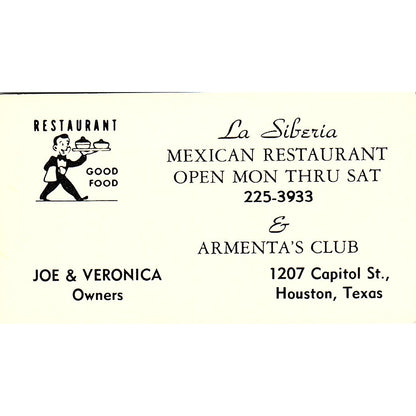 RESTAURANT
GOOD
FOOD
La Siberia
MEXICAN RESTAURANT
OPEN MON THRU SAT
225-3933
&
ARMENTA'S CLUB
JOE & VERONICA
Owners
1207 Capitol St.,
Houston, Texas